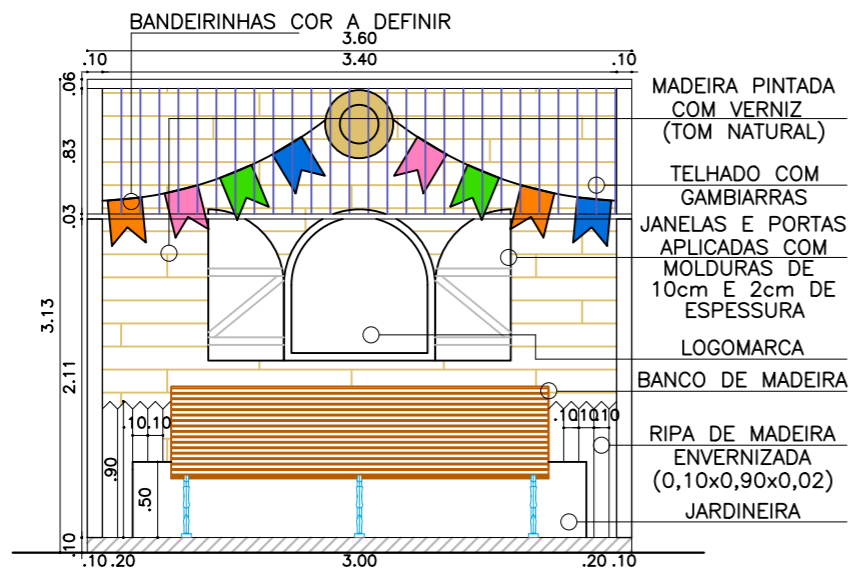 BANDEIRINHAS COR A DEFINIR
3.60
.10 3.40 .10
.06
.83
.03
3.13
2.11
.10
MADEIRA PINTADA
COM VERNIZ
(TOM NATURAL)
TELHADO COM
GAMBIARRAS
JANELAS E PORTAS
APLICADAS COM
MOLDURAS DE
10cm E 2cm DE
ESPESSURA
LOGOMARCA
BANCO DE MADEIRA
.10 .10
.10 .10 .10
.90
.50
RIPA DE MADEIRA
ENVERNIZADA
(0,10x0,90x0,02)
JARDINEIRA
.10 .20 3.00 .20 .10